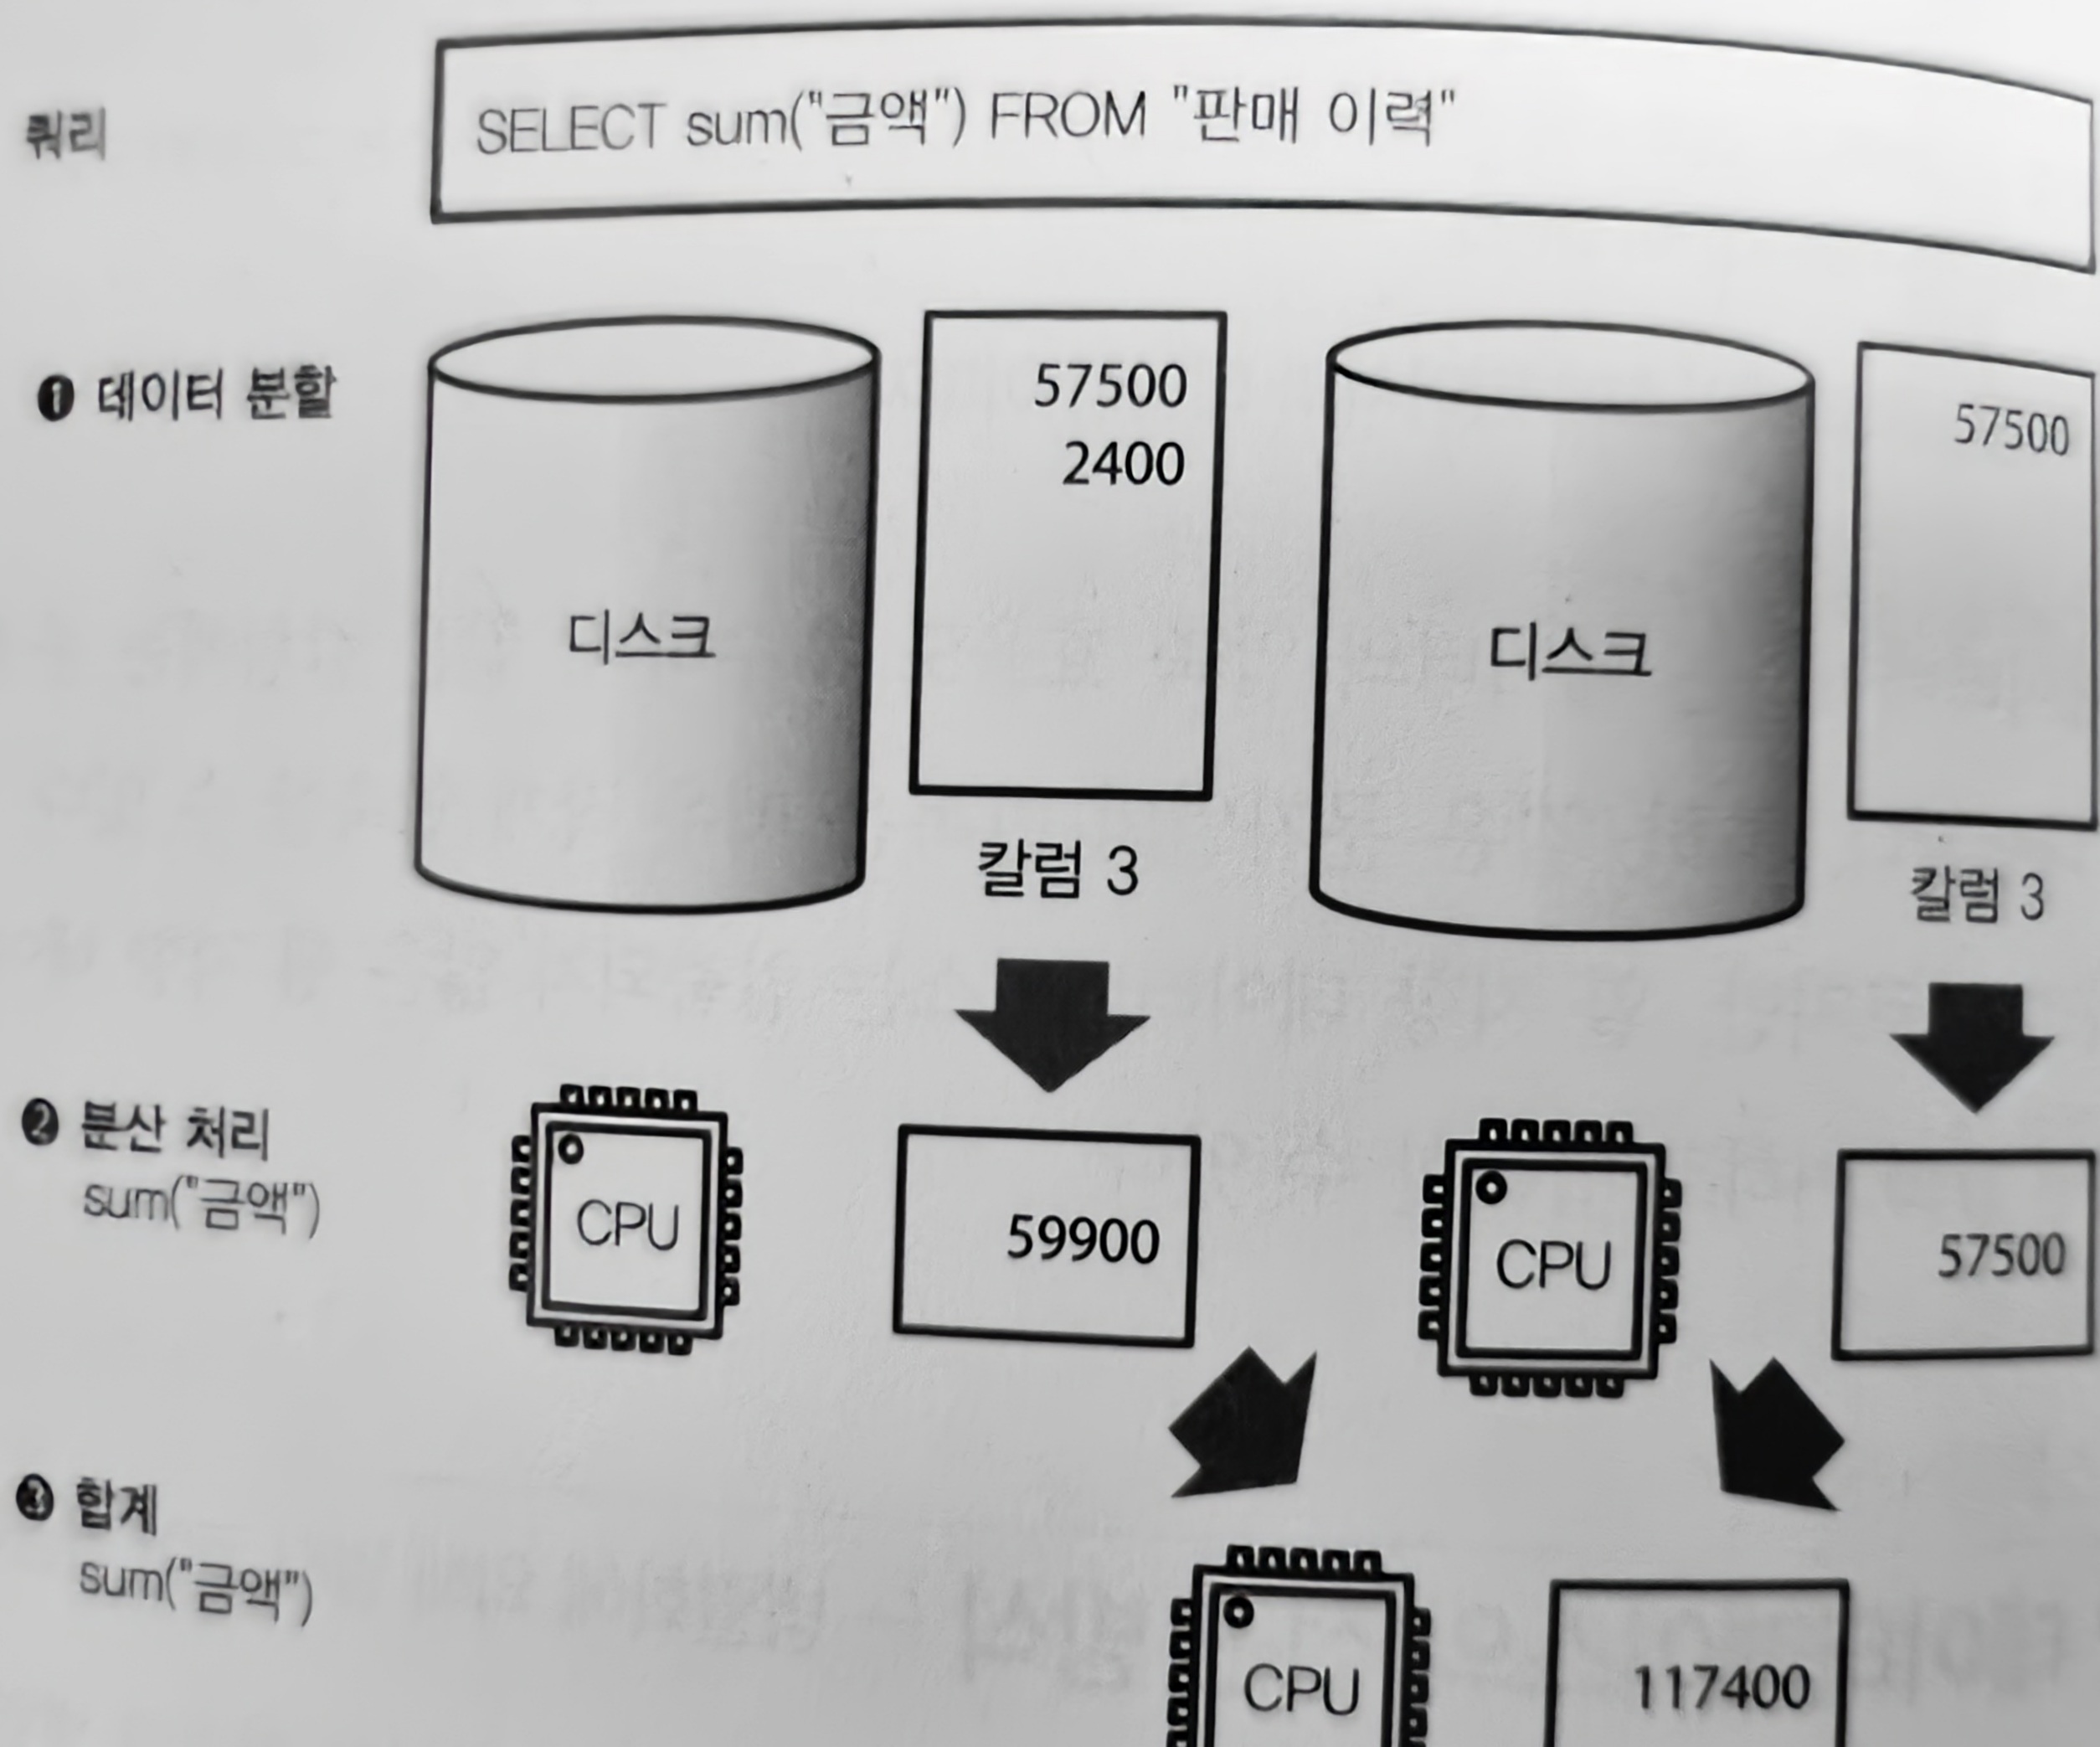 쿼리
SELECT sum("금액") FROM "판매 이력"
❶ 데이터 분할
디스크
57500
2400
칼럼 3
디스크
57500
칼럼 3
❷ 분산 처리
sum("금액")
CPU
59900
CPU
57500
❸ 합계
sum("금액")
CPU
117400